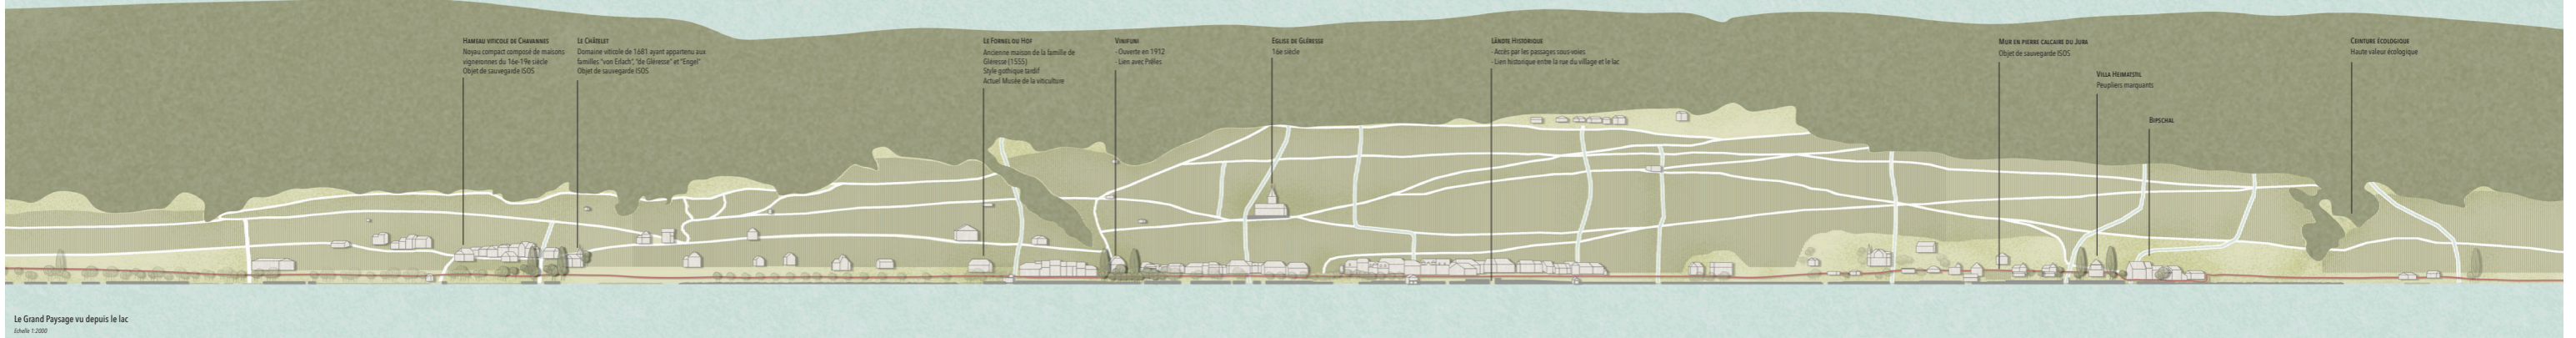 HAMEAU VITICOLE DE CHAVANNES
Noyau compact composé de maisons
vigneronnes du 16e-19e siècle
Objet de sauvegarde ISOS
LE CHÂTELET
Domaine viticole de 1681 ayant appartenu aux
familles "von Erlach", "de Gléresse" et "Engel"
Objet de sauvegarde ISOS
LE FORNEL DU HOF
Ancienne maison de la famille de
Gléresse (1555)
Style gothique tardif
Actuel Musée de la viticulture
VINIFUNI
- Ouverte en 1912
- Lien avec Prêles
EGLISE DE GLÉRESSE
16e siècle
LÄNDTE HISTORIQUE
- Accès par les passages sous-voies
- Lien historique entre la rue du village et le lac
MUR EN PIERRE CALCAIRE DU JURA
Objet de sauvegarde ISOS
VILLA HEIMATSTIL
Peupliers marquants
BIPSCHAL
CEINTURE ECOLOGIQUE
Haute valeur écologique
Le Grand Paysage vu depuis le lac
Echelle 1:2000